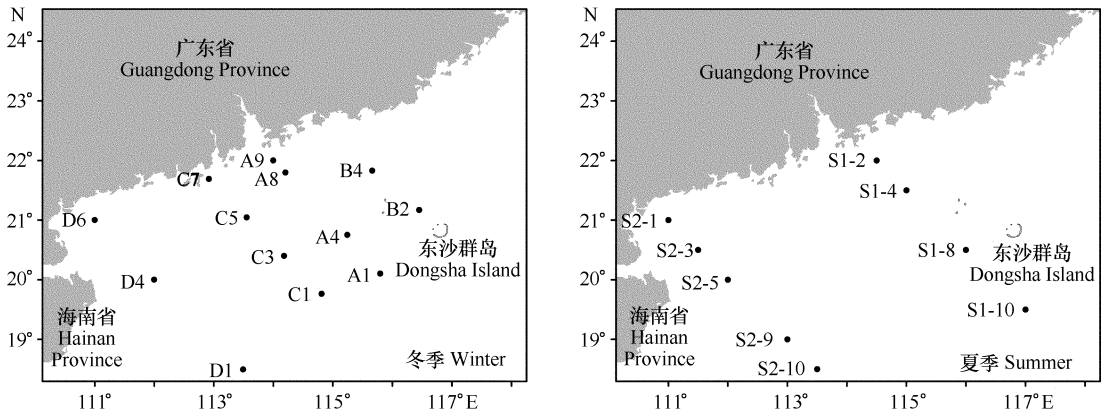 N
24°
23°
22°
21°
20°
19°
广东省
Guangdong Province
A9
A8
C7
B4
D6
C5
B2
A4
C3
东沙群岛
Dongsha Island
D4
A1
C1
海南省
Hainan
Province
D1
冬季 Winter
111°
113°
115°
117°E
N
24°
23°
22°
21°
20°
19°
广东省
Guangdong Province
S1-2
S1-4
S2-1
S2-3
S1-8
东沙群岛
Dongsha Island
S2-5
S1-10
海南省
Hainan
Province
S2-9
S2-10
夏季 Summer
111°
113°
115°
117°E